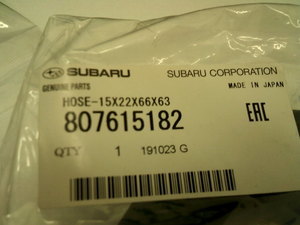 SUBARU SUBARU CORPORATION
GENUINE PARTS MADE IN JAPAN
HOSE-15X22X66X63
807615182 EAC
QTY 1 191023 G